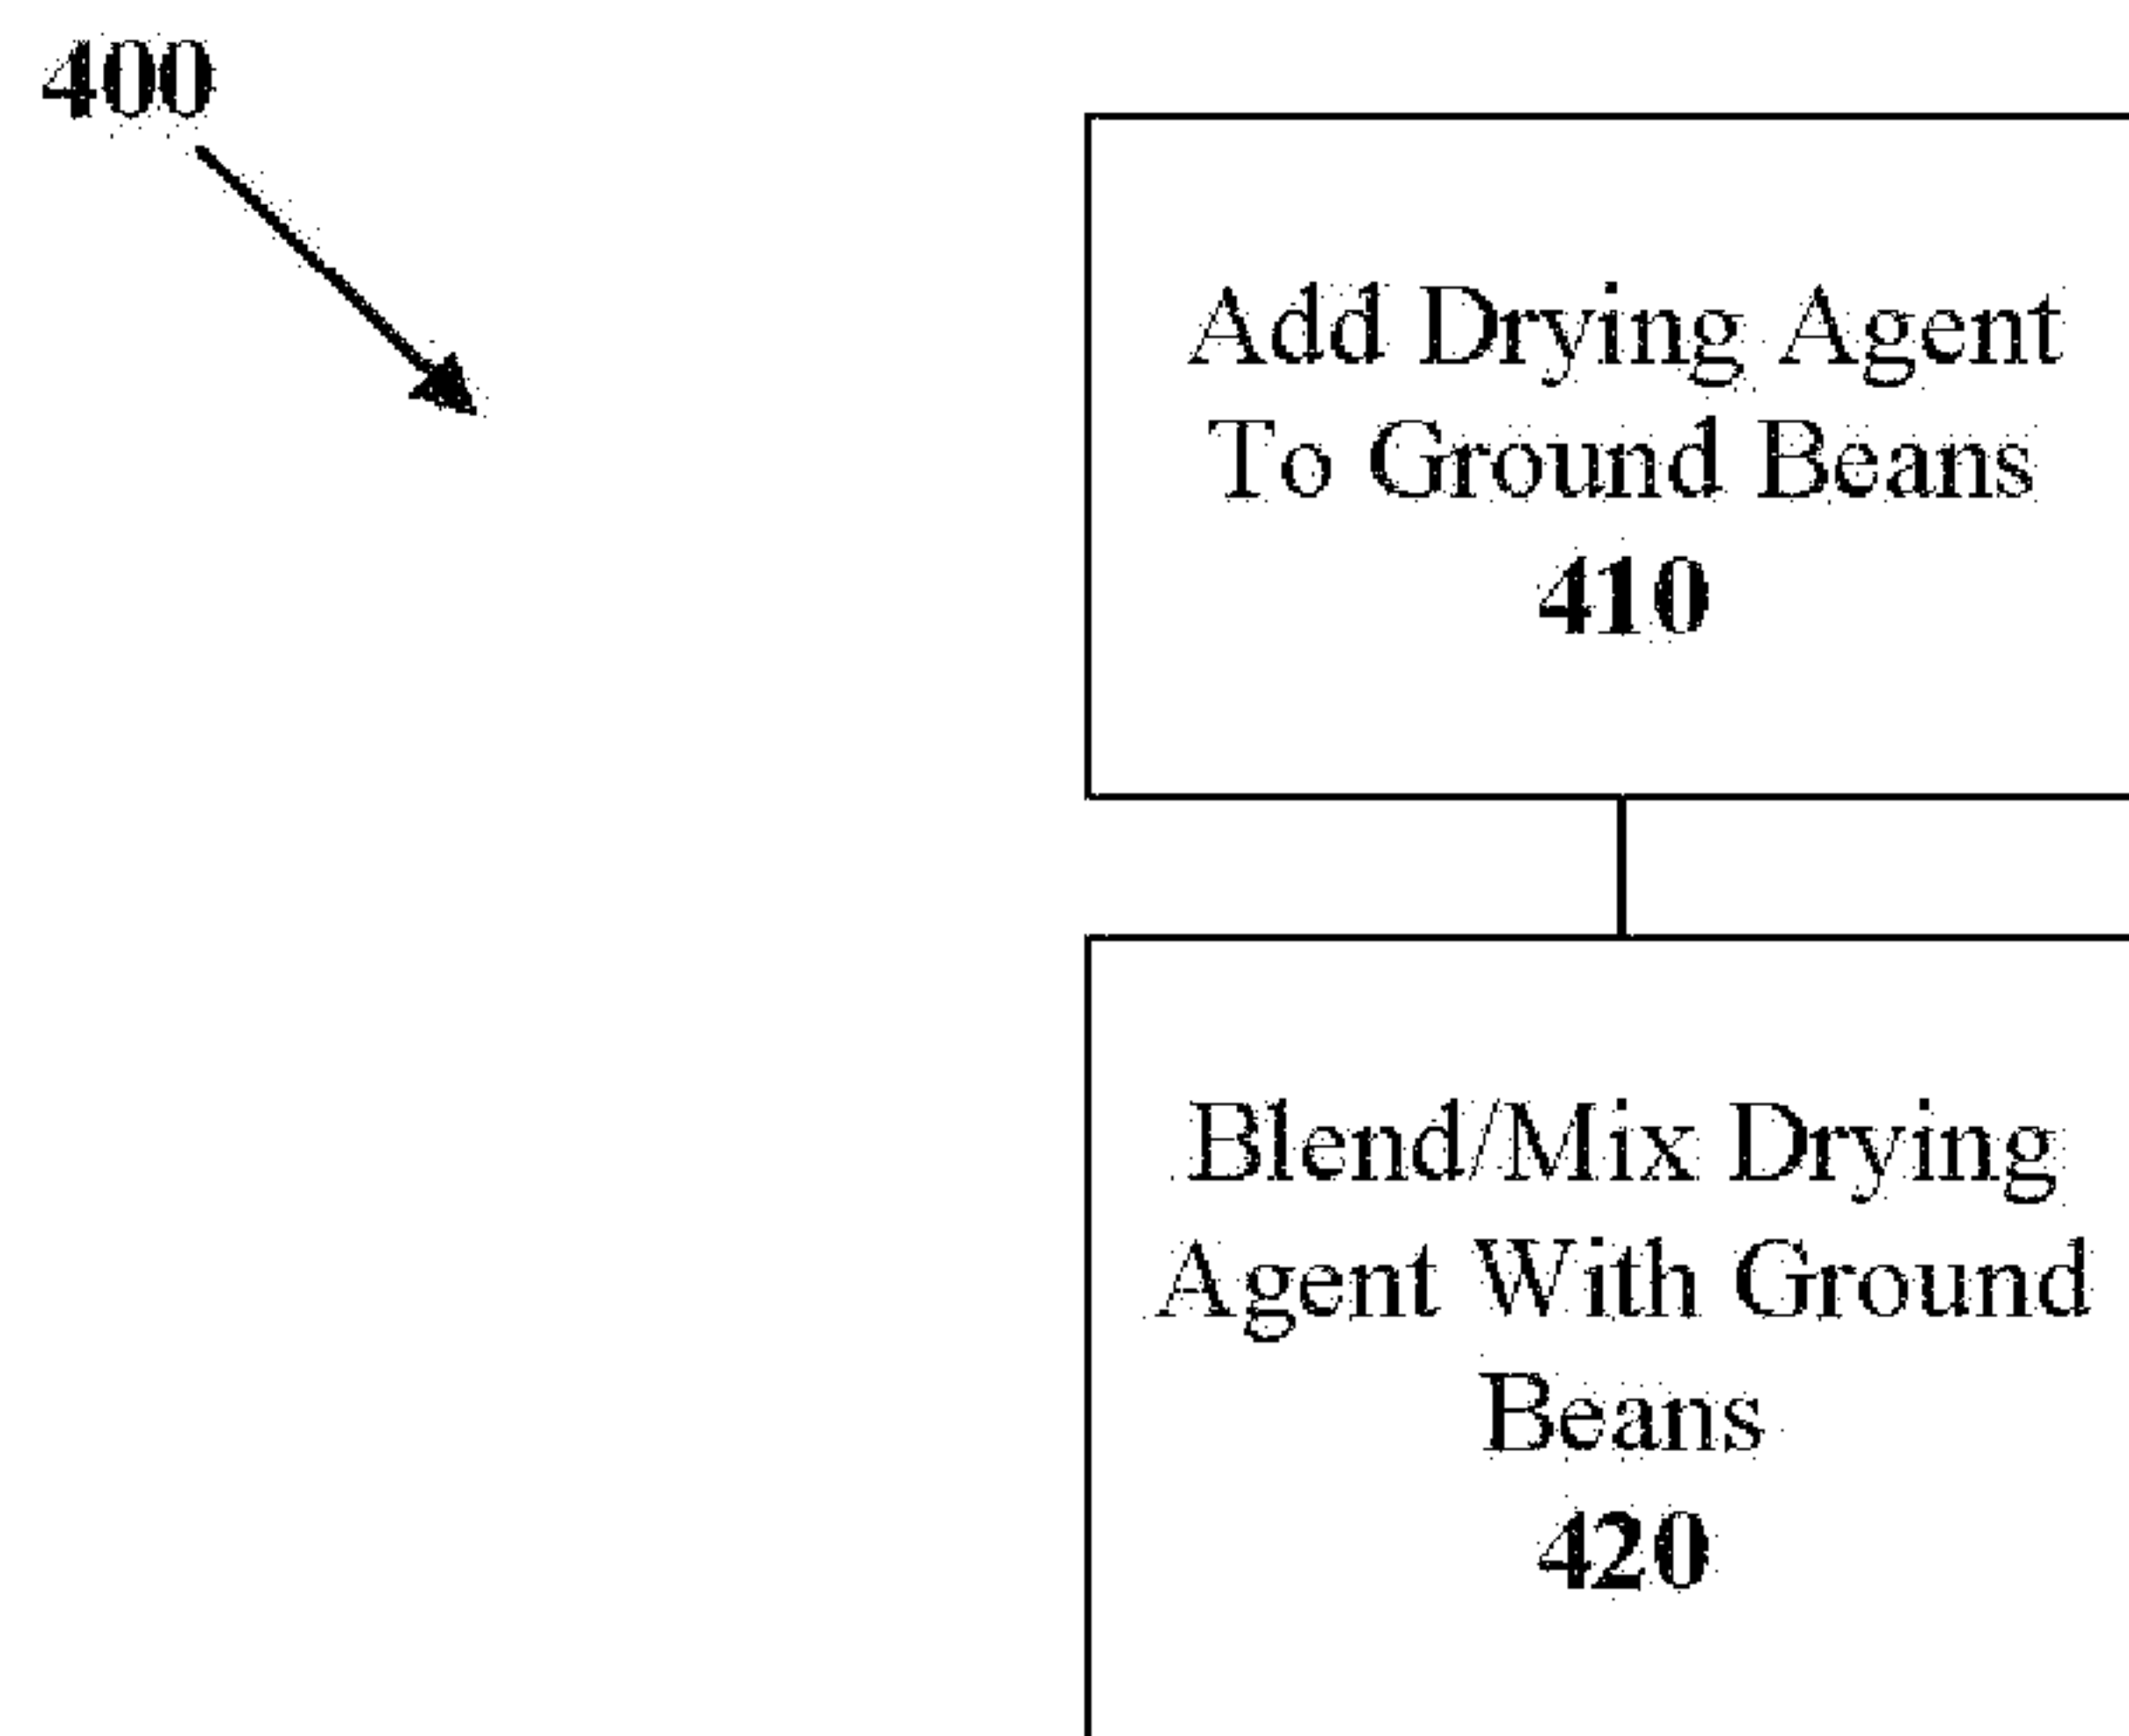 400
Add Drying Agent
To Ground Beans
410
Blend/Mix Drying
Agent With Ground
Beans
420